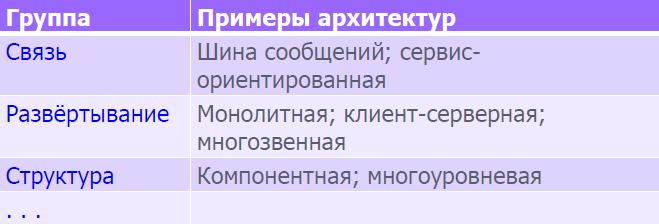 Группа Примеры архитектур
Связь Шина сообщений; сервис-
ориентированная
Развёртывание Монолитная; клиент-серверная;
многозвенная
Структура Компонентная; многоуровневая
. . .